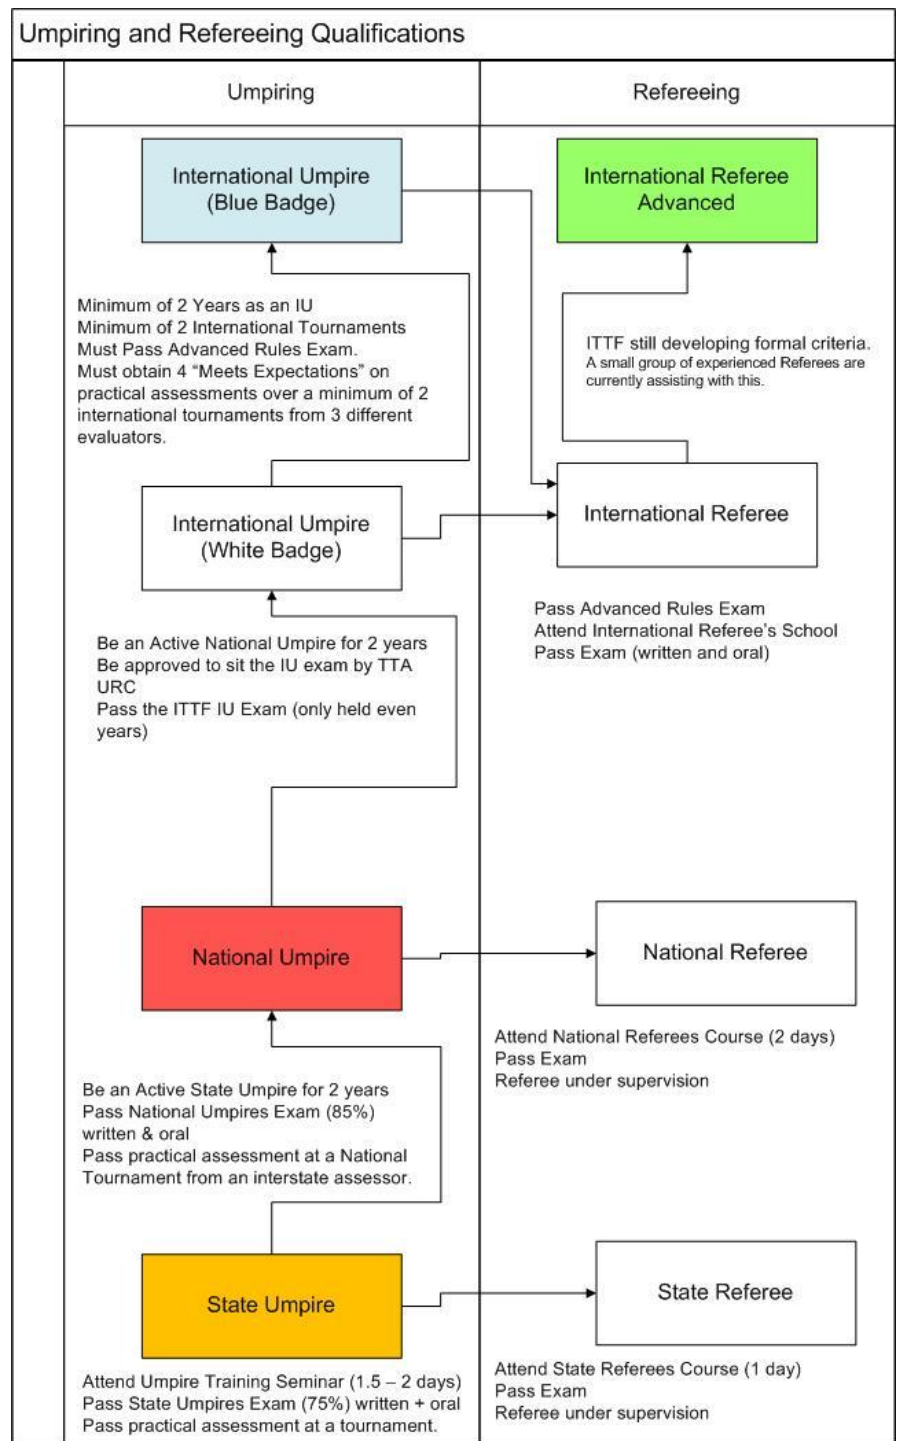 Umpiring and Refereeing Qualifications
Umpiring
Refereeing
International Umpire
(Blue Badge)
International Referee
Advanced
Minimum of 2 Years as an IU
Minimum of 2 International Tournaments
Must Pass Advanced Rules Exam.
Must obtain 4 “Meets Expectations” on
practical assessments over a minimum of 2
international tournaments from 3 different
evaluators.
ITTF still developing formal criteria.
A small group of experienced Referees are
currently assisting with this.
International Umpire
(White Badge)
International Referee
Be an Active National Umpire for 2 years
Be approved to sit the IU exam by TTA
URC
Pass the ITTF IU Exam (only held even
years)
Pass Advanced Rules Exam
Attend International Referee’s School
Pass Exam (written and oral)
National Umpire
National Referee
Be an Active State Umpire for 2 years
Pass National Umpires Exam (85%)
written & oral
Pass practical assessment at a National
Tournament from an interstate assessor.
Attend National Referees Course (2 days)
Pass Exam
Referee under supervision
State Umpire
State Referee
Attend Umpire Training Seminar (1.5 – 2 days)
Pass State Umpires Exam (75%) written + oral
Pass practical assessment at a tournament.
Attend State Referees Course (1 day)
Pass Exam
Referee under supervision